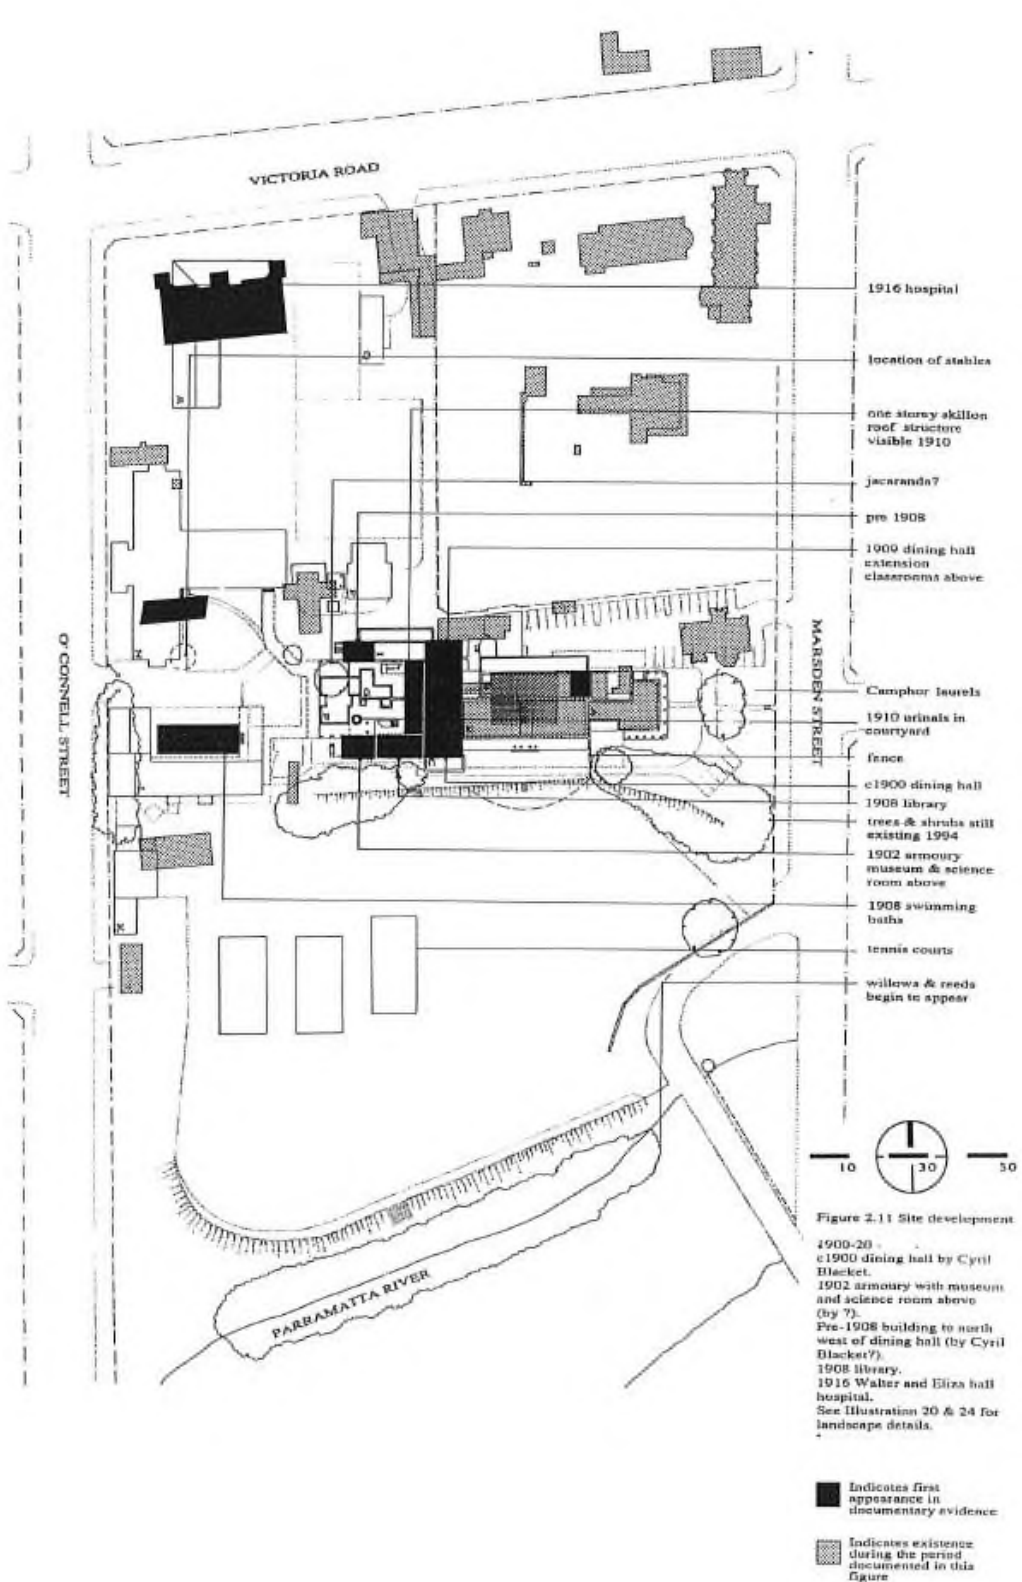 VICTORIA ROAD
1916 hospital
location of stables
one storey skillion
roof structure
visible 1910
jacaranda?
pre 1908
1909 dining hall
extension
classrooms above
O'CONNELL STREET
MARSDEN STREET
Camphor laurels
1910 urinals in
courtyard
fence
c1900 dining hall
1908 library
trees & shrubs still
existing 1994
1902 armoury
museum & science
room above
1908 swimming
baths
tennis courts
willows & reeds
begin to appear
PARRAMATTA RIVER
10 30 50
Figure 2.11 Site development
1900-20
c1900 dining hall by Cyril
Blacket.
1902 armoury with museum
and science room above
(by ?).
Pre-1908 building to north
west of dining hall (by Cyril
Blacket?).
1908 library.
1916 Walter and Eliza hall
hospital.
See Illustration 20 & 24 for
landscape details.
Indicates first
appearance in
documentary evidence
Indicates existence
during the period
documented in this
figure